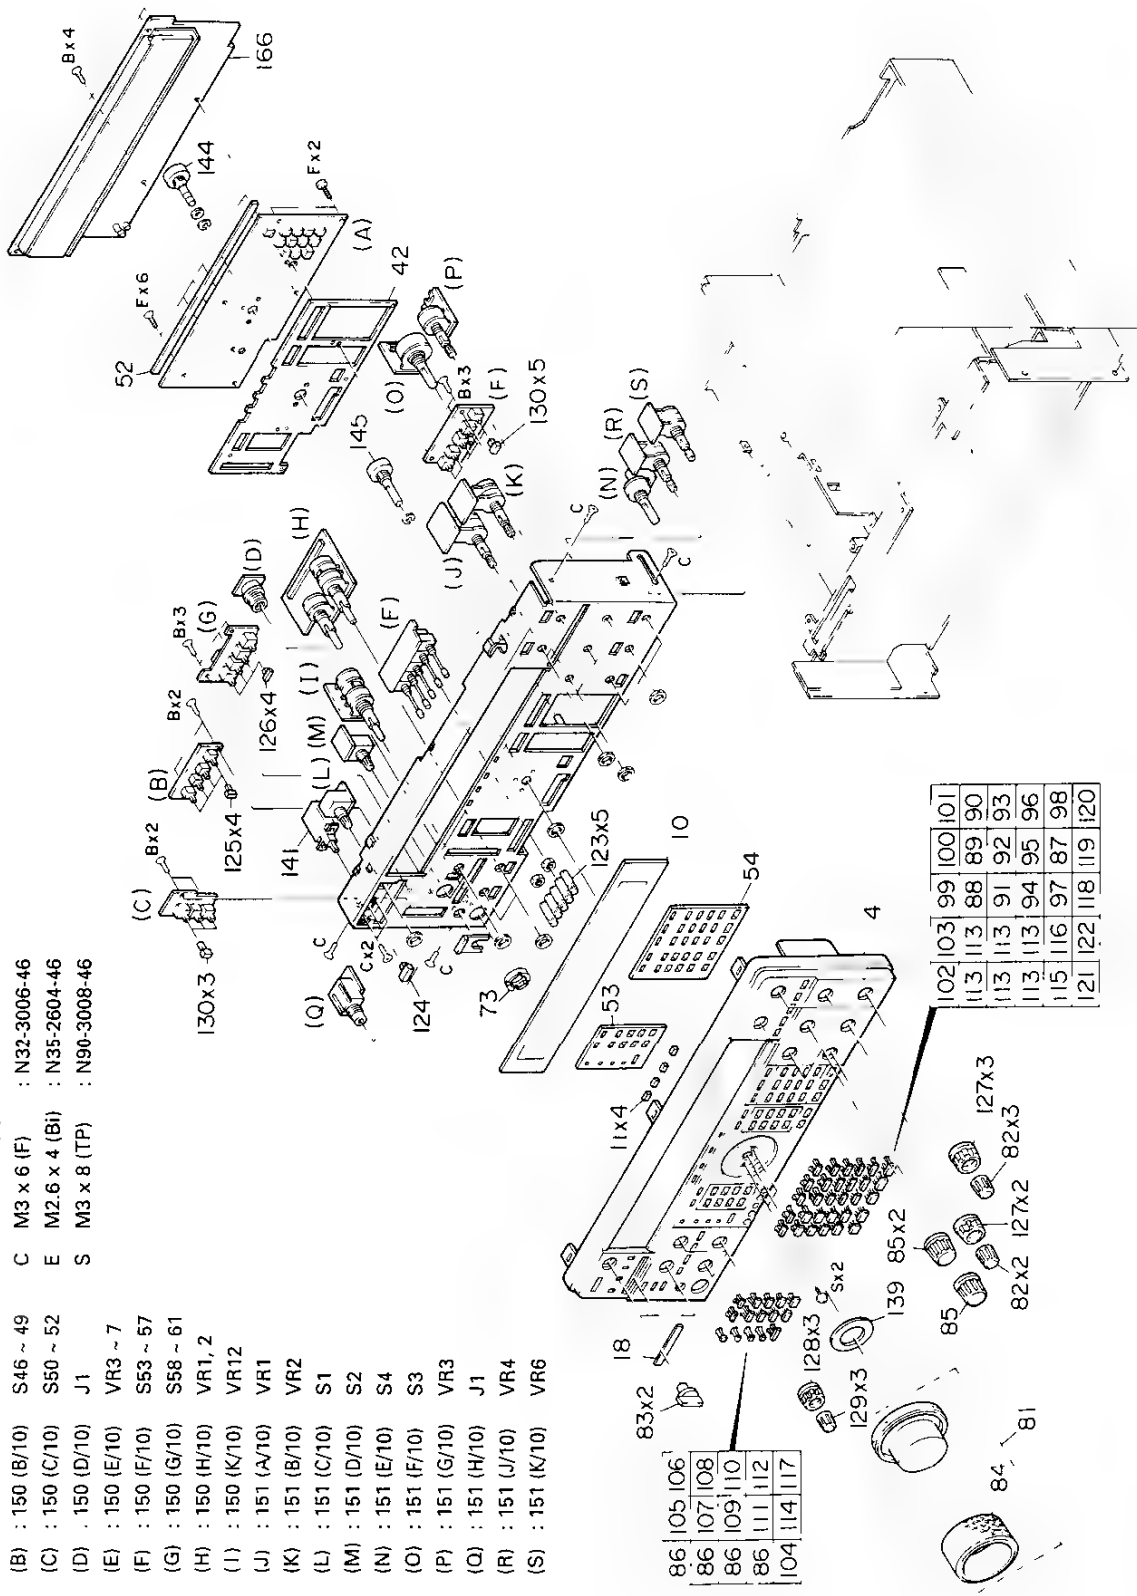 (B) : 150 (B/10) S46 ~ 49
(C) : 150 (C/10) S50 ~ 52
(D) . 150 (D/10) J1
(E) : 150 (E/10) VR3 ~ 7
(F) : 150 (F/10) S53 ~ 57
(G) : 150 (G/10) S58 ~ 61
(H) : 150 (H/10) VR1, 2
(I) : 150 (K/10) VR12
(J) : 151 (A/10) VR1
(K) : 151 (B/10) VR2
(L) : 151 (C/10) S1
(M) : 151 (D/10) S2
(N) : 151 (E/10) S4
(O) : 151 (F/10) S3
(P) : 151 (G/10) VR3
(Q) : 151 (H/10) J1
(R) : 151 (J/10) VR4
(S) : 151 (K/10) VR6
C M3 x 6 (F) : N32-3006-46
E M2.6 x 4 (Bi) : N35-2604-46
S M3 x 8 (TP) : N90-3008-46
Bx4
166
144
Fx2
(A)
Fx6
52
42
(P)
(O)
Bx3
(F)
130x5
145
(K)
(J)
(S)
(R)
(N)
C
C
(H)
(D)
Bx3
(G)
126x4
(F)
(I)
(M)
(L)
Bx2
(B)
125x4
141
Bx2
(C)
130x3
C
Cx2
C
(Q)
124
73
123x5
10
54
53
11x4
4
18
83x2
128x3
129x3
Sx2
139
85x2
85
82x2
127x2
82x3
127x3
84
81
86 105 106
86 107 108
86 109 110
86 111 112
104 114 117
102 103 99 100 101
113 113 88 89 90
113 113 91 92 93
113 113 94 95 96
115 116 97 87 98
121 122 118 119 120